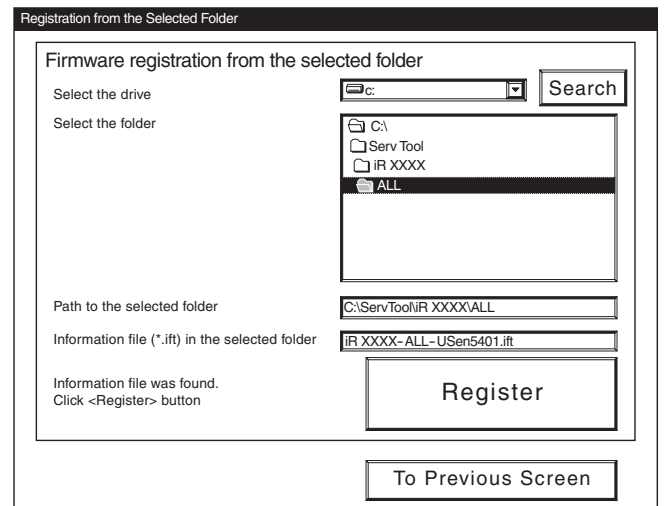 Registration from the Selected Folder
Firmware registration from the selected folder
Select the drive
c:
Search
Select the folder
C:\
Serv Tool
iR XXXX
ALL
Path to the selected folder
C:\ServTool\iR XXXX\ALL
Information file (*.ift) in the selected folder
iR XXXX-ALL-USen5401.ift
Information file was found.
Click <Register> button
Register
To Previous Screen